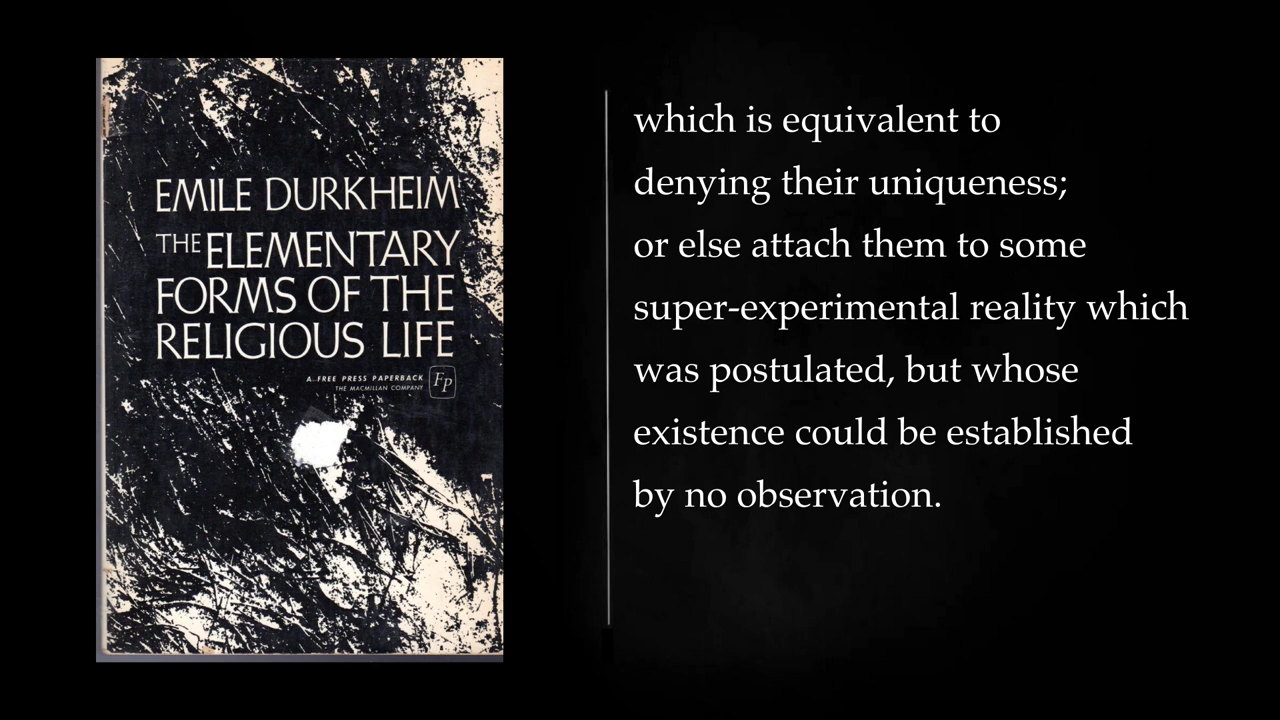 EMILE DURKHEIM
THE ELEMENTARY
FORMS OF THE
RELIGIOUS LIFE
A FREE PRESS PAPERBACK
THE MACMILLAN COMPANY
FP
which is equivalent to
denying their uniqueness;
or else attach them to some
super-experimental reality which
was postulated, but whose
existence could be established
by no observation.